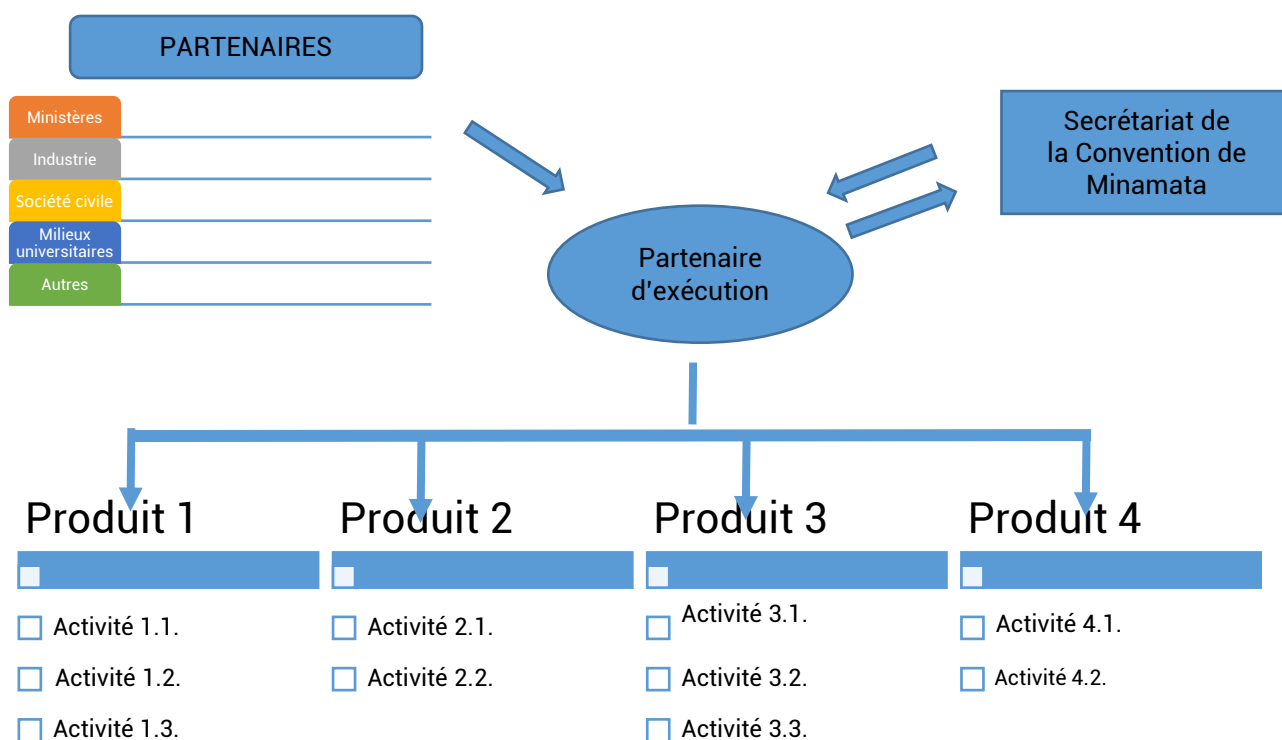 PARTENAIRES
Ministères
Industrie
Société civile
Milieux
universitaires
Autres
Secrétariat de
la Convention de
Minamata
Partenaire
d'exécution
Produit 1
Activité 1.1.
Activité 1.2.
Activité 1.3.
Produit 2
Activité 2.1.
Activité 2.2.
Produit 3
Activité 3.1.
Activité 3.2.
Activité 3.3.
Produit 4
Activité 4.1.
Activité 4.2.